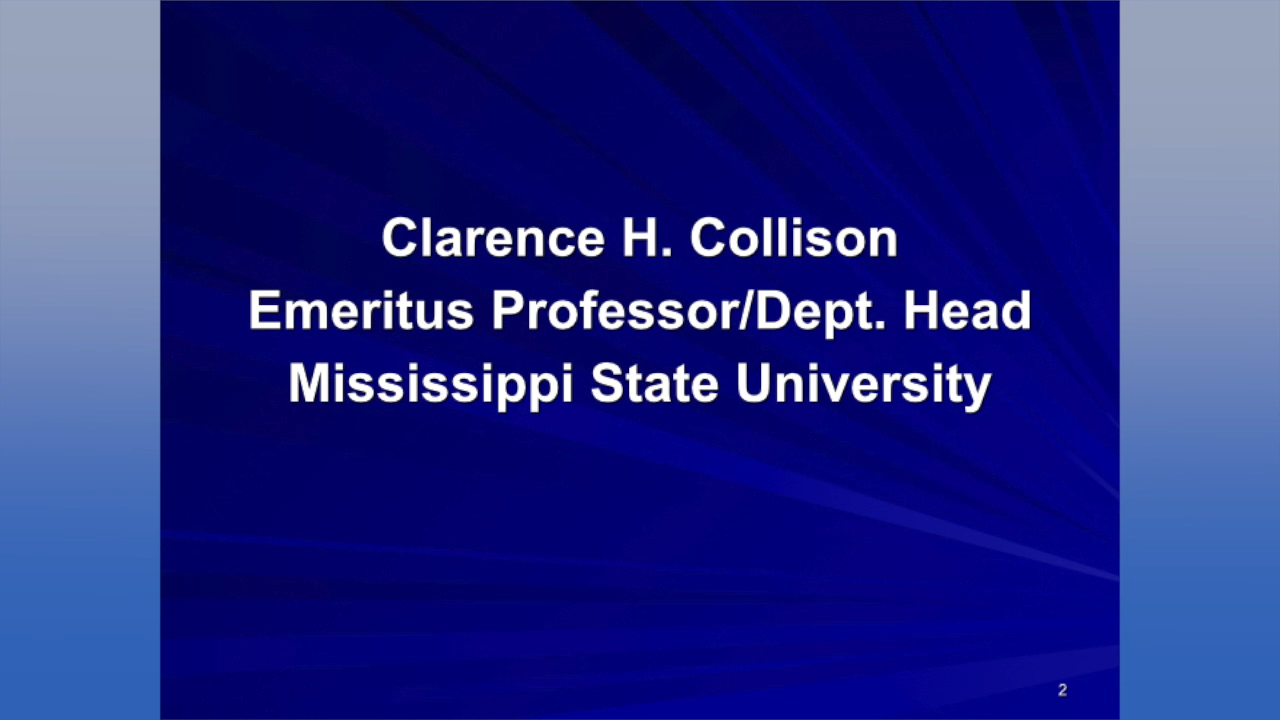 Clarence H. Collison
Emeritus Professor/Dept. Head
Mississippi State University
2